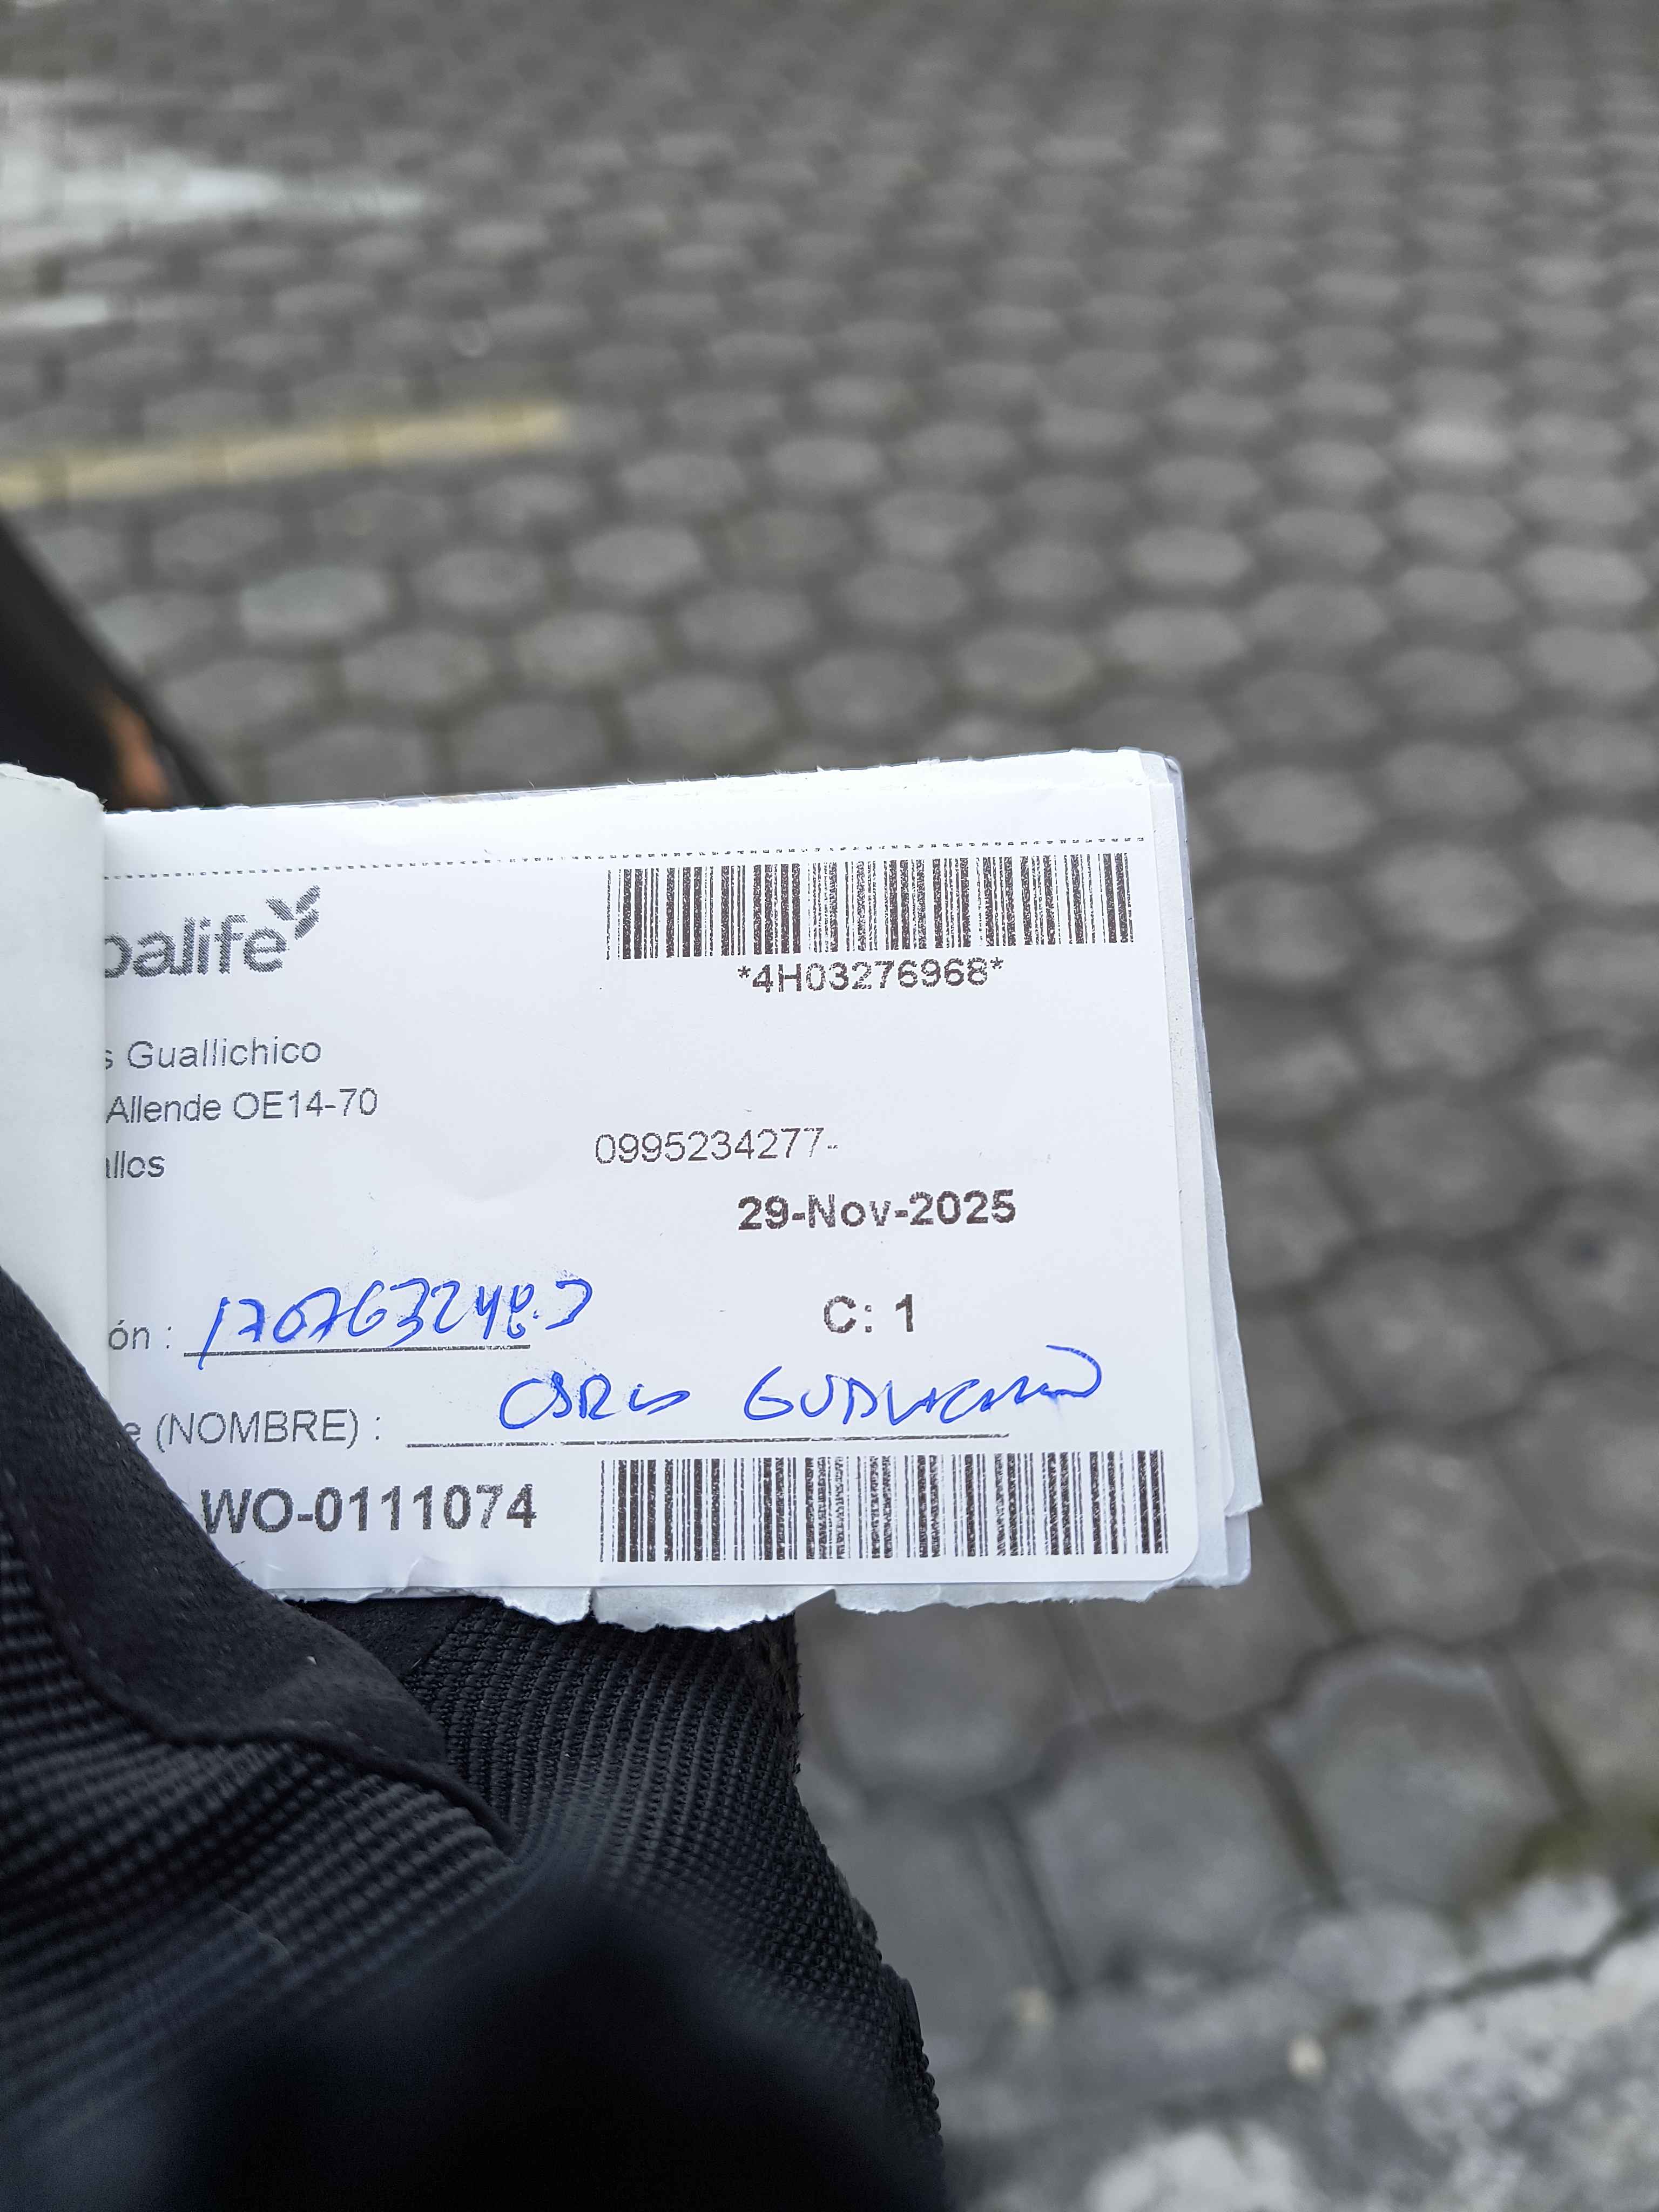 balife
*4H03276968*
s Guallichico
Allende OE14-70
allos
0995234277-
29-Nov-2025
ón :
C: 1
e (NOMBRE) :
WO-0111074